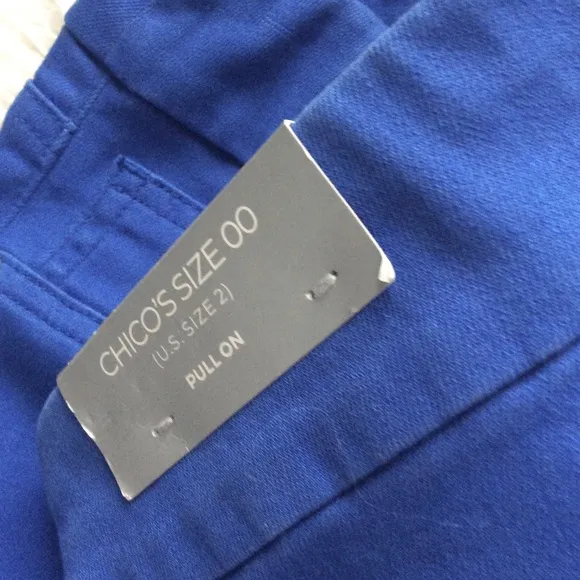 CHICO'S SIZE 00
(U.S. SIZE 2)
PULL ON